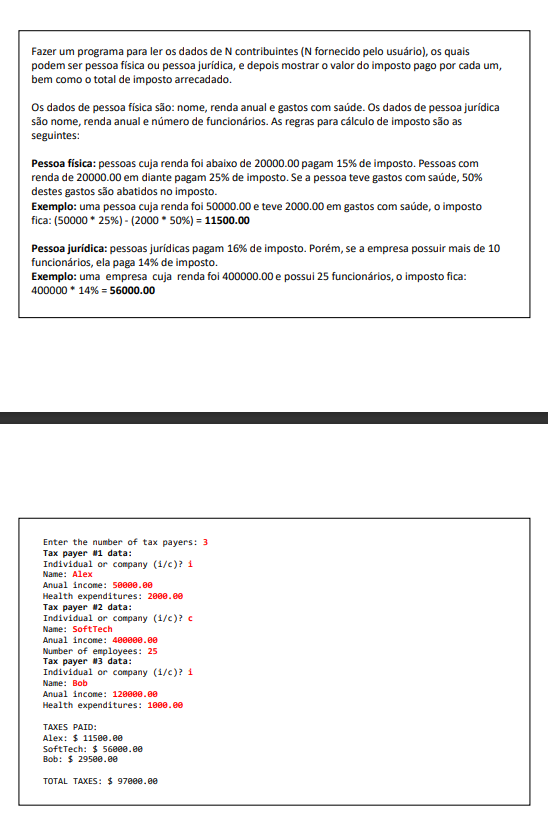 Fazer um programa para ler os dados de N contribuintes (N fornecido pelo usuário), os quais
podem ser pessoa física ou pessoa jurídica, e depois mostrar o valor do imposto pago por cada um,
bem como o total de imposto arrecadado.
Os dados de pessoa física são: nome, renda anual e gastos com saúde. Os dados de pessoa jurídica
são nome, renda anual e número de funcionários. As regras para cálculo de imposto são as
seguintes:
Pessoa física: pessoas cuja renda foi abaixo de 20000.00 pagam 15% de imposto. Pessoas com
renda de 20000.00 em diante pagam 25% de imposto. Se a pessoa teve gastos com saúde, 50%
destes gastos são abatidos no imposto.
Exemplo: uma pessoa cuja renda foi 50000.00 e teve 2000.00 em gastos com saúde, o imposto
fica: (50000 * 25%) - (2000 * 50%) = 11500.00
Pessoa jurídica: pessoas jurídicas pagam 16% de imposto. Porém, se a empresa possuir mais de 10
funcionários, ela paga 14% de imposto.
Exemplo: uma empresa cuja renda foi 400000.00 e possui 25 funcionários, o imposto fica:
400000 * 14% = 56000.00
Enter the number of tax payers: 3
Tax payer #1 data:
Individual or company (i/c)? i
Name: Alex
Anual income: 50000.00
Health expenditures: 2000.00
Tax payer #2 data:
Individual or company (i/c)? c
Name: SoftTech
Anual income: 400000.00
Number of employees: 25
Tax payer #3 data:
Individual or company (i/c)? i
Name: Bob
Anual income: 120000.00
Health expenditures: 1000.00
TAXES PAID:
Alex: $ 11500.00
SoftTech: $ 56000.00
Bob: $ 29500.00
TOTAL TAXES: $ 97000.00